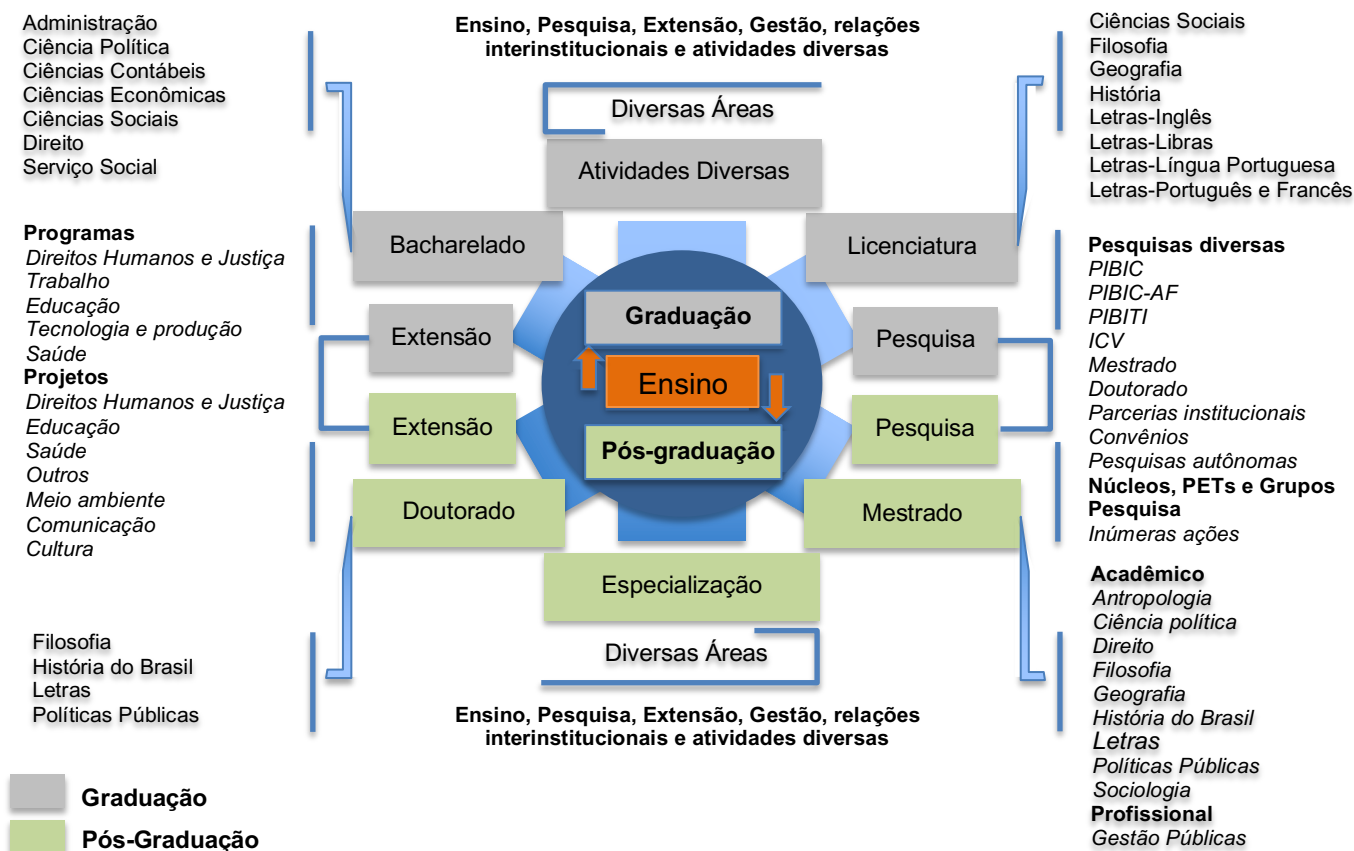 Administração
Ciência Política
Ciências Contábeis
Ciências Econômicas
Ciências Sociais
Direito
Serviço Social
Ensino, Pesquisa, Extensão, Gestão, relações
interinstitucionais e atividades diversas
Diversas Áreas
Atividades Diversas
Ciências Sociais
Filosofia
Geografia
História
Letras-Inglês
Letras-Libras
Letras-Língua Portuguesa
Letras-Português e Francês
Bacharelado
Licenciatura
Programas
Direitos Humanos e Justiça
Trabalho
Educação
Tecnologia e produção
Saúde
Projetos
Direitos Humanos e Justiça
Educação
Saúde
Outros
Meio ambiente
Comunicação
Cultura
Extensão
Extensão
Graduação
Ensino
Pós-graduação
Pesquisa
Pesquisa
Pesquisas diversas
PIBIC
PIBIC-AF
PIBITI
ICV
Mestrado
Doutorado
Parcerias institucionais
Convênios
Pesquisas autônomas
Núcleos, PETs e Grupos
Pesquisa
Inúmeras ações
Doutorado
Mestrado
Especialização
Diversas Áreas
Ensino, Pesquisa, Extensão, Gestão, relações
interinstitucionais e atividades diversas
Filosofia
História do Brasil
Letras
Políticas Públicas
Acadêmico
Antropologia
Ciência política
Direito
Filosofia
Geografia
História do Brasil
Letras
Políticas Públicas
Sociologia
Profissional
Gestão Públicas
Graduação
Pós-Graduação